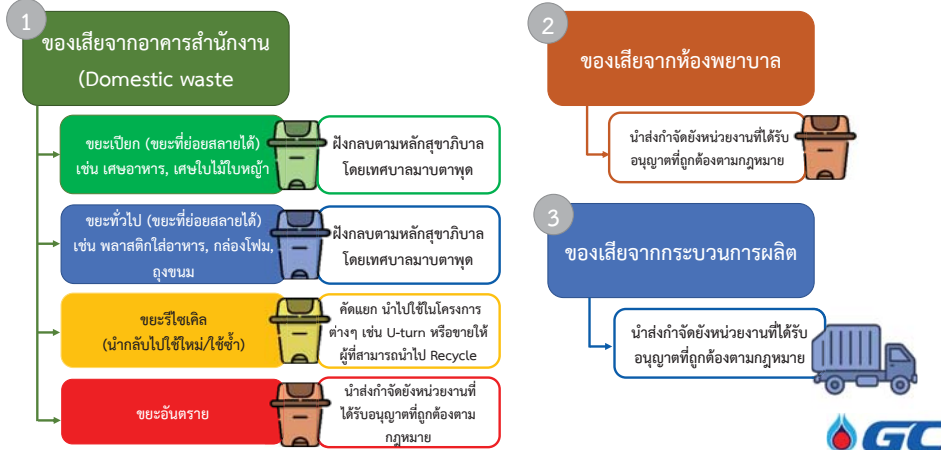 1
ของเสียจากอาคารสำนักงาน
(Domestic waste
ขยะเปียก (ขยะที่ย่อยสลายได้)
เช่น เศษอาหาร, เศษใบไม้ใบหญ้า
ฝังกลบตามหลักสุขาภิบาล
โดยเทศบาลมาบตาพุด
ขยะทั่วไป (ขยะที่ย่อยสลายได้)
เช่น พลาสติกใส่อาหาร, กล่องโฟม,
ถุงขนม
ฝังกลบตามหลักสุขาภิบาล
โดยเทศบาลมาบตาพุด
ขยะรีไซเคิล
(นำกลับไปใช้ใหม่/ใช้ซ้ำ)
คัดแยก นำไปใช้ในโครงการ
ต่างๆ เช่น U-turn หรือขายให้
ผู้ที่สามารถนำไป Recycle
ขยะอันตราย
นำส่งกำจัดยังหน่วยงานที่
ได้รับอนุญาตที่ถูกต้องตาม
กฎหมาย
2
ของเสียจากห้องพยาบาล
นำส่งกำจัดยังหน่วยงานที่ได้รับ
อนุญาตที่ถูกต้องตามกฎหมาย
3
ของเสียจากกระบวนการผลิต
นำส่งกำจัดยังหน่วยงานที่ได้รับ
อนุญาตที่ถูกต้องตามกฎหมาย
GC